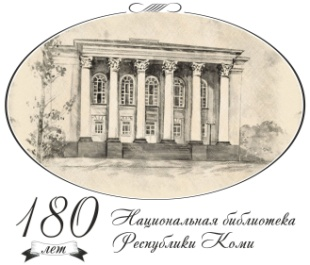 180
лет
Национальная библиотека
Республики Коми